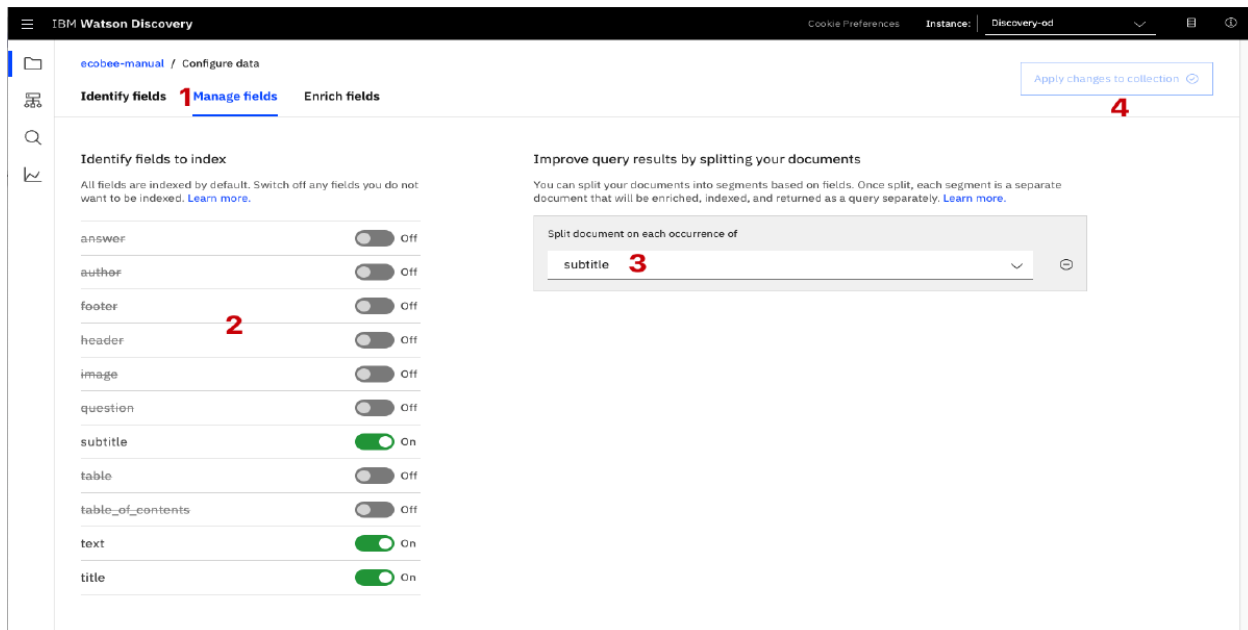 IBM Watson Discovery
Cookie Preferences
Instance:
Discovery-od
ecobee-manual / Configure data
Apply changes to collection
Identify fields
1
Manage fields
Enrich fields
4
Identify fields to index
All fields are indexed by default. Switch off any fields you do not
want to be indexed. Learn more.
answer Off
author Off
footer Off
2
header Off
image Off
question Off
subtitle On
table Off
table_of_contents Off
text On
title On
Improve query results by splitting your documents
You can split your documents into segments based on fields. Once split, each segment is a separate
document that will be enriched, indexed, and returned as a query separately. Learn more.
Split document on each occurrence of
subtitle 3